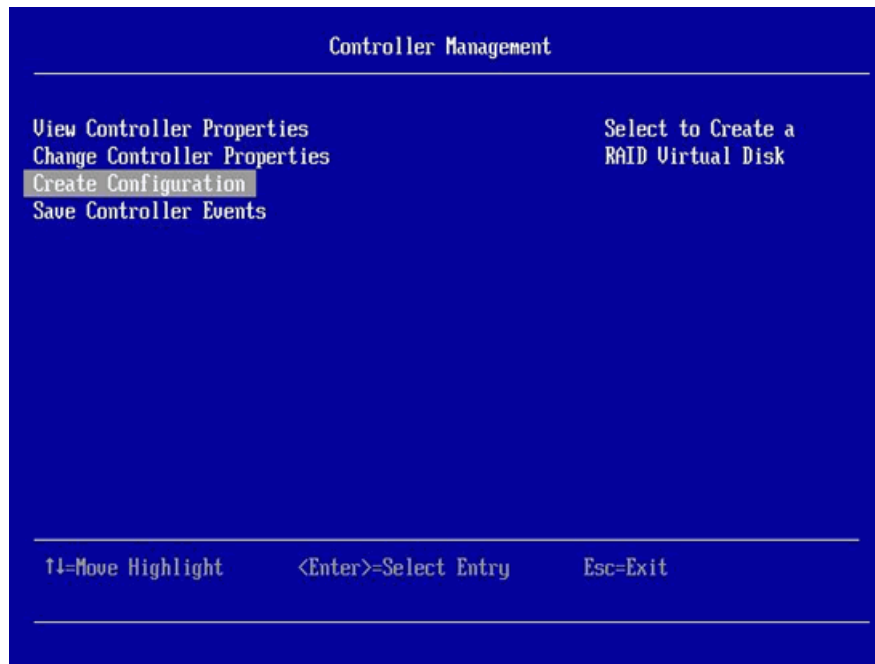 Controller Management
View Controller Properties
Change Controller Properties
Create Configuration
Save Controller Events
Select to Create a
RAID Virtual Disk
↑↓=Move Highlight <Enter>=Select Entry Esc=Exit